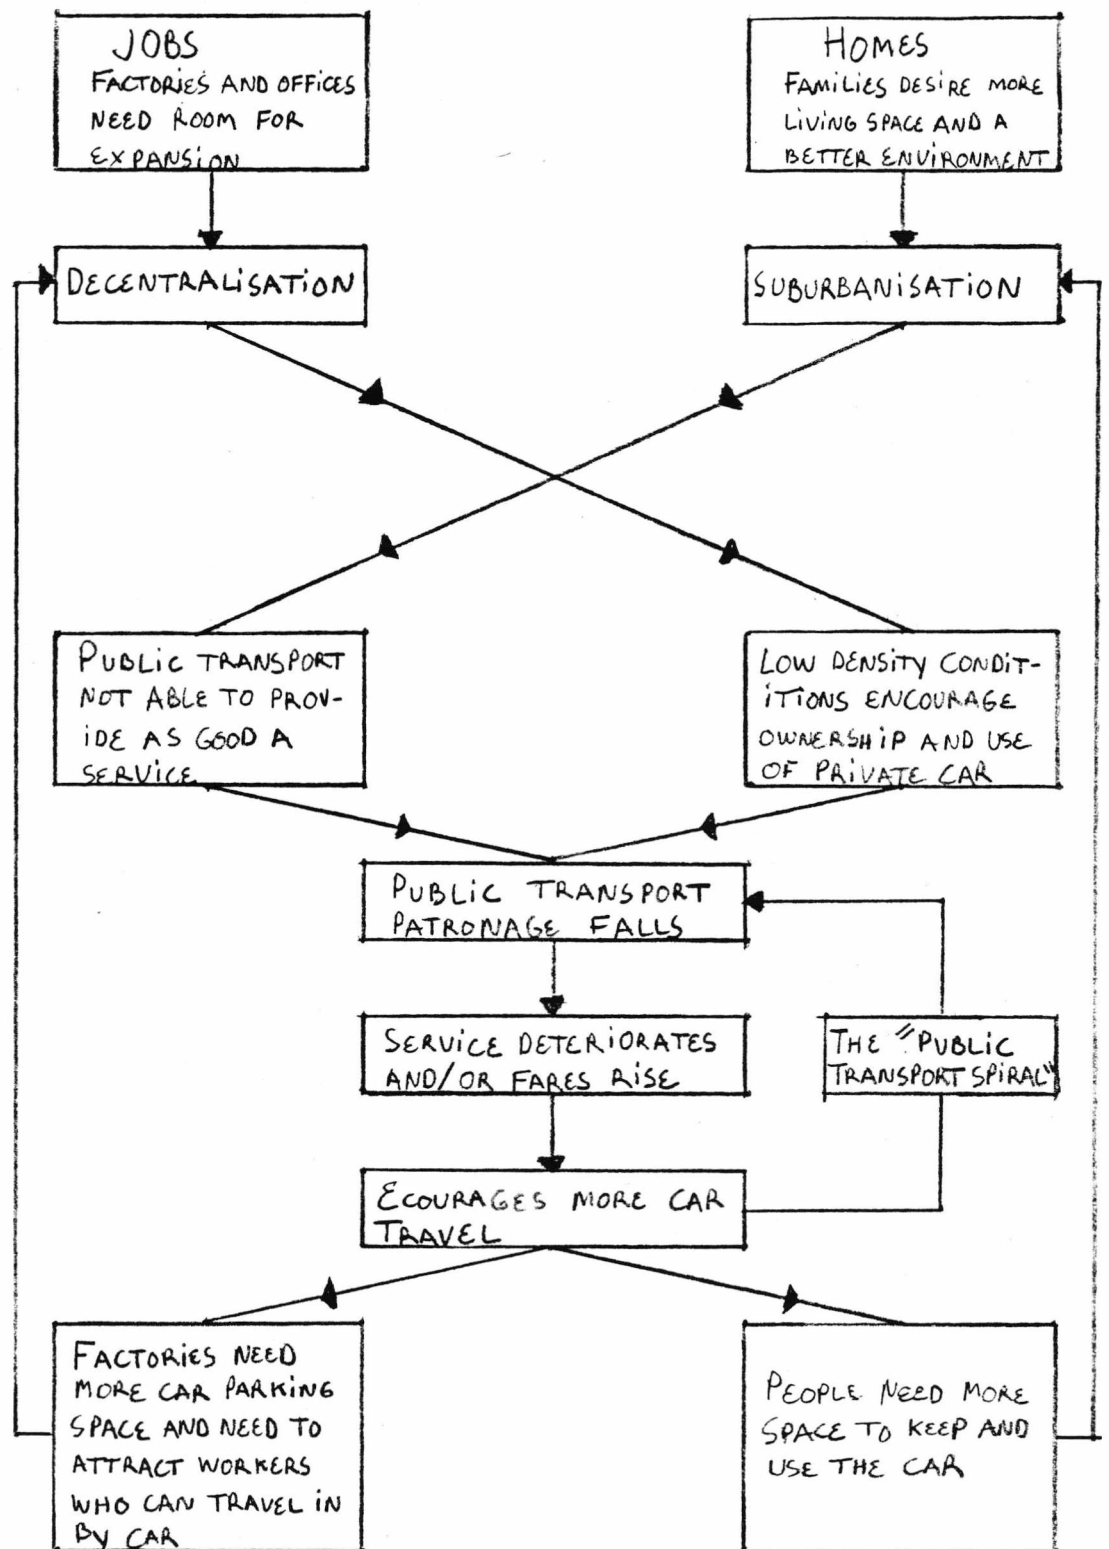 JOBS
FACTORIES AND OFFICES
NEED ROOM FOR
EXPANSION
HOMES
FAMILIES DESIRE MORE
LIVING SPACE AND A
BETTER ENVIRONMENT
DECENTRALISATION
SUBURBANISATION
PUBLIC TRANSPORT
NOT ABLE TO PROV-
IDE AS GOOD A
SERVICE
LOW DENSITY CONDIT-
ITIONS ENCOURAGE
OWNERSHIP AND USE
OF PRIVATE CAR
PUBLIC TRANSPORT
PATRONAGE FALLS
SERVICE DETERIORATES
AND/OR FARES RISE
THE "PUBLIC
TRANSPORT SPIRAL"
ECOURAGES MORE CAR
TRAVEL
FACTORIES NEED
MORE CAR PARKING
SPACE AND NEED TO
ATTRACT WORKERS
WHO CAN TRAVEL IN
BY CAR
PEOPLE NEED MORE
SPACE TO KEEP AND
USE THE CAR